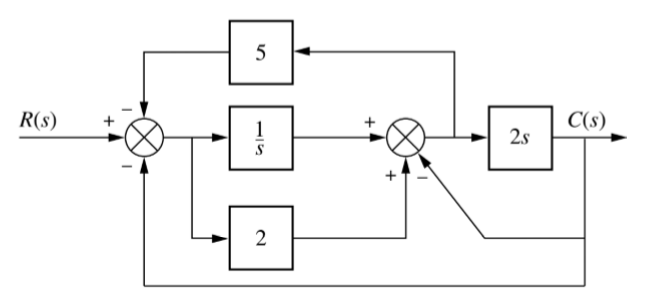 5
R(s)
+
−
1
s
+
2s
C(s)
−
+
−
2